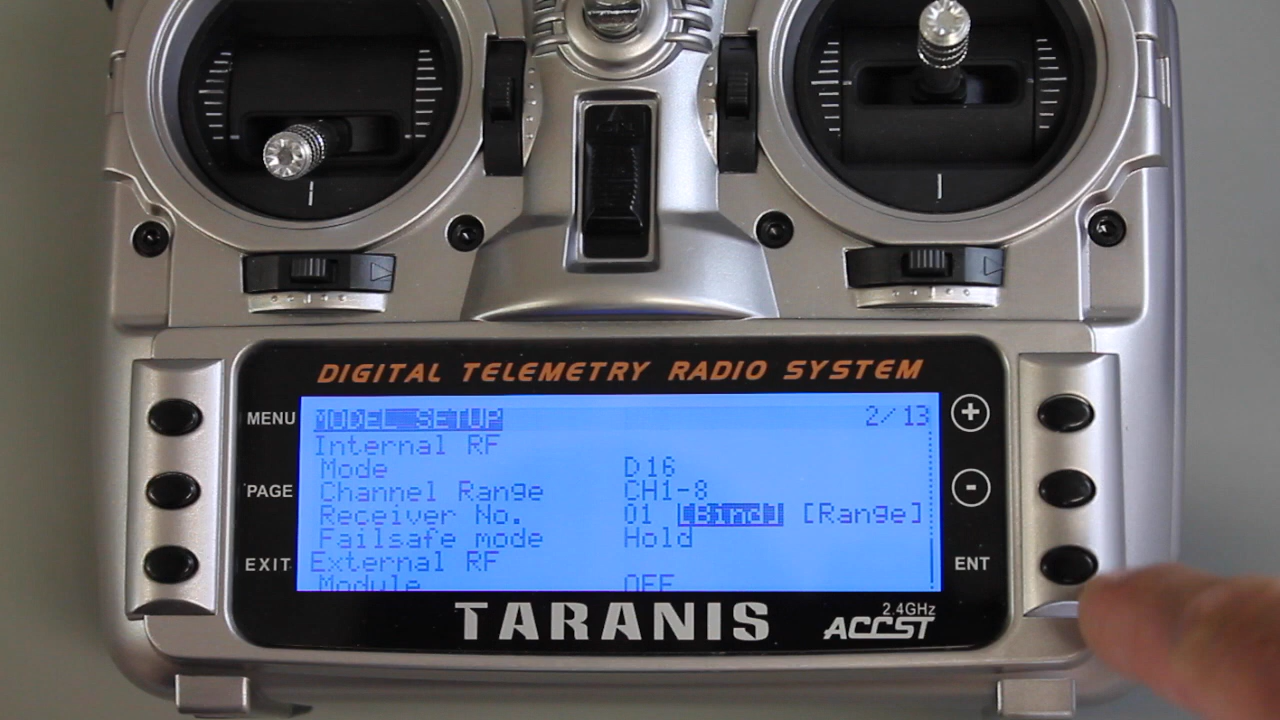 DIGITAL TELEMETRY RADIO SYSTEM
MENU
PAGE
EXIT
MODEL SETUP 2/13
Internal RF
Mode D16
Channel Range CH1-8
Receiver No. 01 [Bind] [Range]
Failsafe mode Hold
External RF
Module OFF
+
-
ENT
TARANIS
2.4GHz
ACCST